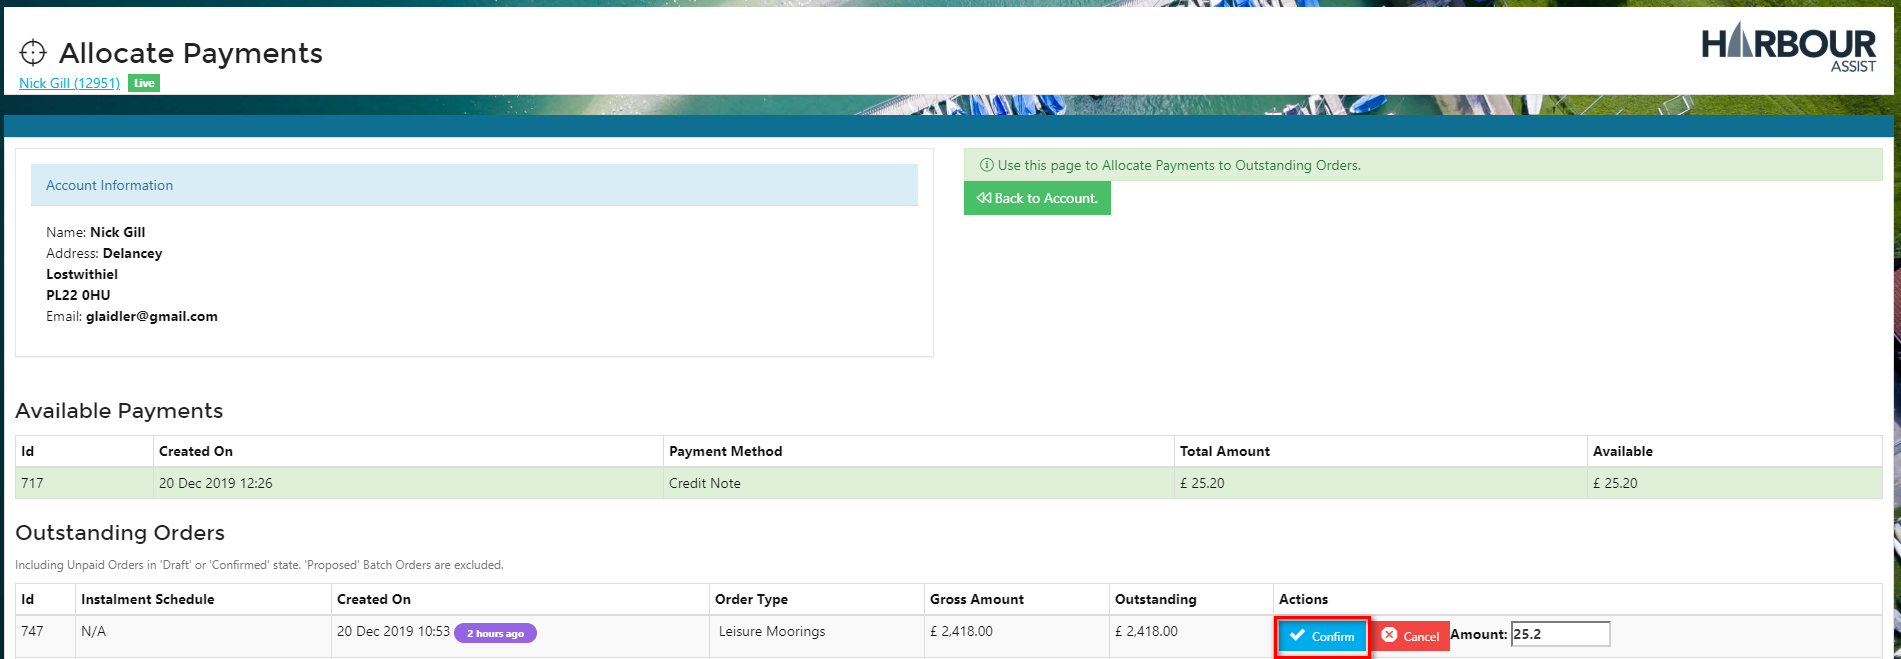 Allocate Payments
HARBOUR
ASSIST
Nick Gill (12951) Live
Account Information
Use this page to Allocate Payments to Outstanding Orders.
Back to Account.
Name: Nick Gill
Address: Delancey
Lostwithiel
PL22 0HU
Email: glaidler@gmail.com
Available Payments
Id Created On Payment Method Total Amount Available
717 20 Dec 2019 12:26 Credit Note £ 25.20 £ 25.20
Outstanding Orders
Including Unpaid Orders in 'Draft' or 'Confirmed' state. 'Proposed' Batch Orders are excluded.
Id Instalment Schedule Created On Order Type Gross Amount Outstanding Actions
747 N/A 20 Dec 2019 10:53 2 hours ago Leisure Moorings £ 2,418.00 £ 2,418.00 Confirm Cancel Amount: 25.2